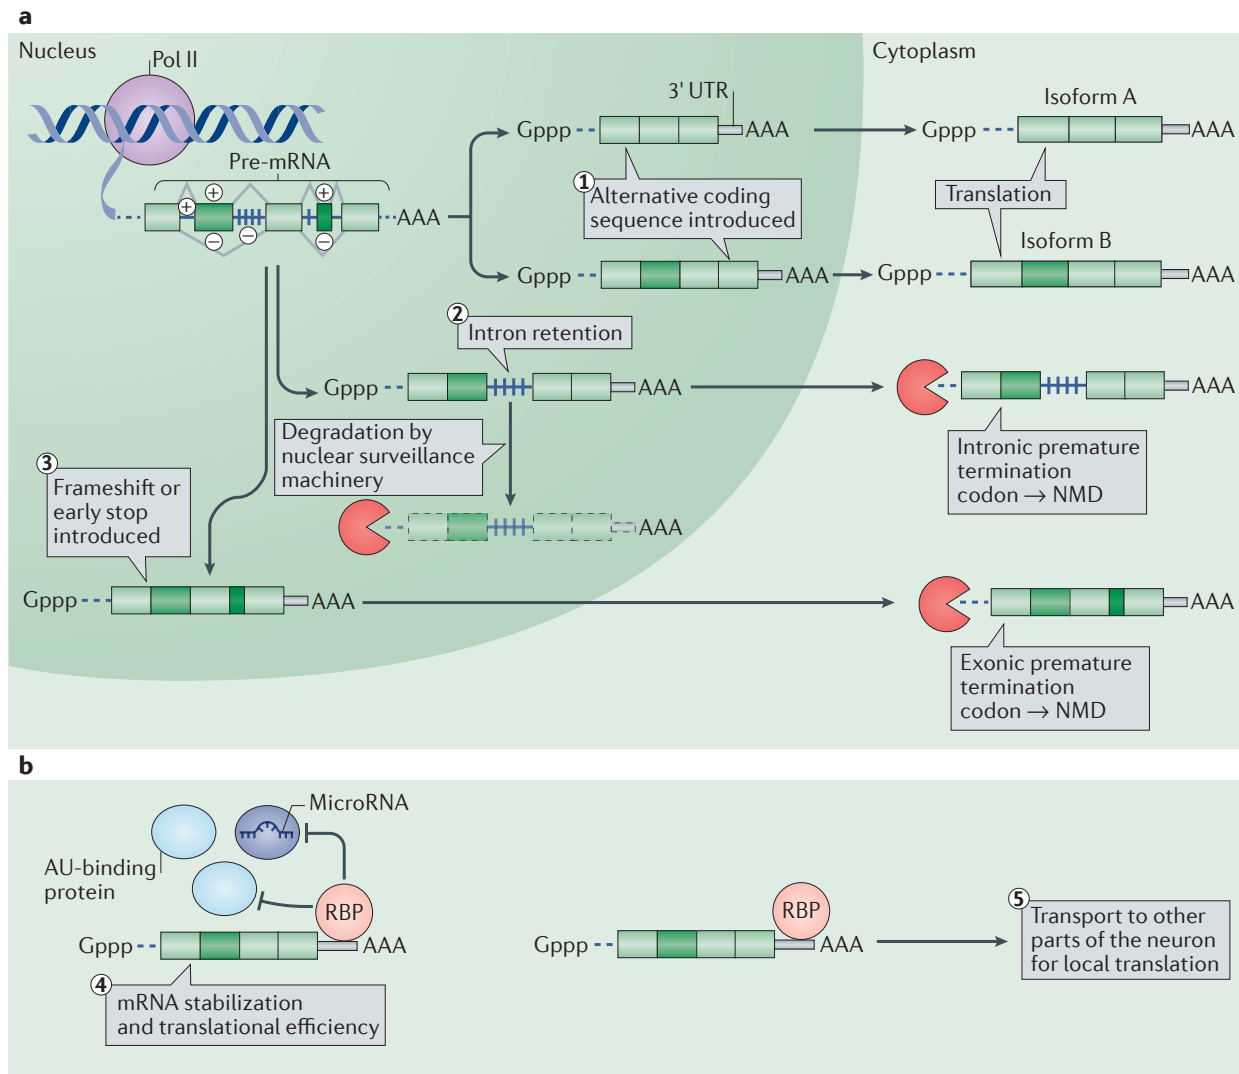 a
Nucleus
Cytoplasm
Pol II
Pre-mRNA
+
+
+
−
−
−
AAA
3' UTR
Gppp
AAA
Isoform A
Gppp
AAA
1
Alternative coding
sequence introduced
Translation
Isoform B
Gppp
AAA
Gppp
AAA
2
Intron retention
Gppp
AAA
AAA
Degradation by
nuclear surveillance
machinery
AAA
Intronic premature
termination
codon → NMD
3
Frameshift or
early stop
introduced
Gppp
AAA
AAA
Exonic premature
termination
codon → NMD
b
MicroRNA
AU-binding
protein
RBP
Gppp
AAA
4
mRNA stabilization
and translational efficiency
RBP
Gppp
AAA
5
Transport to other
parts of the neuron
for local translation